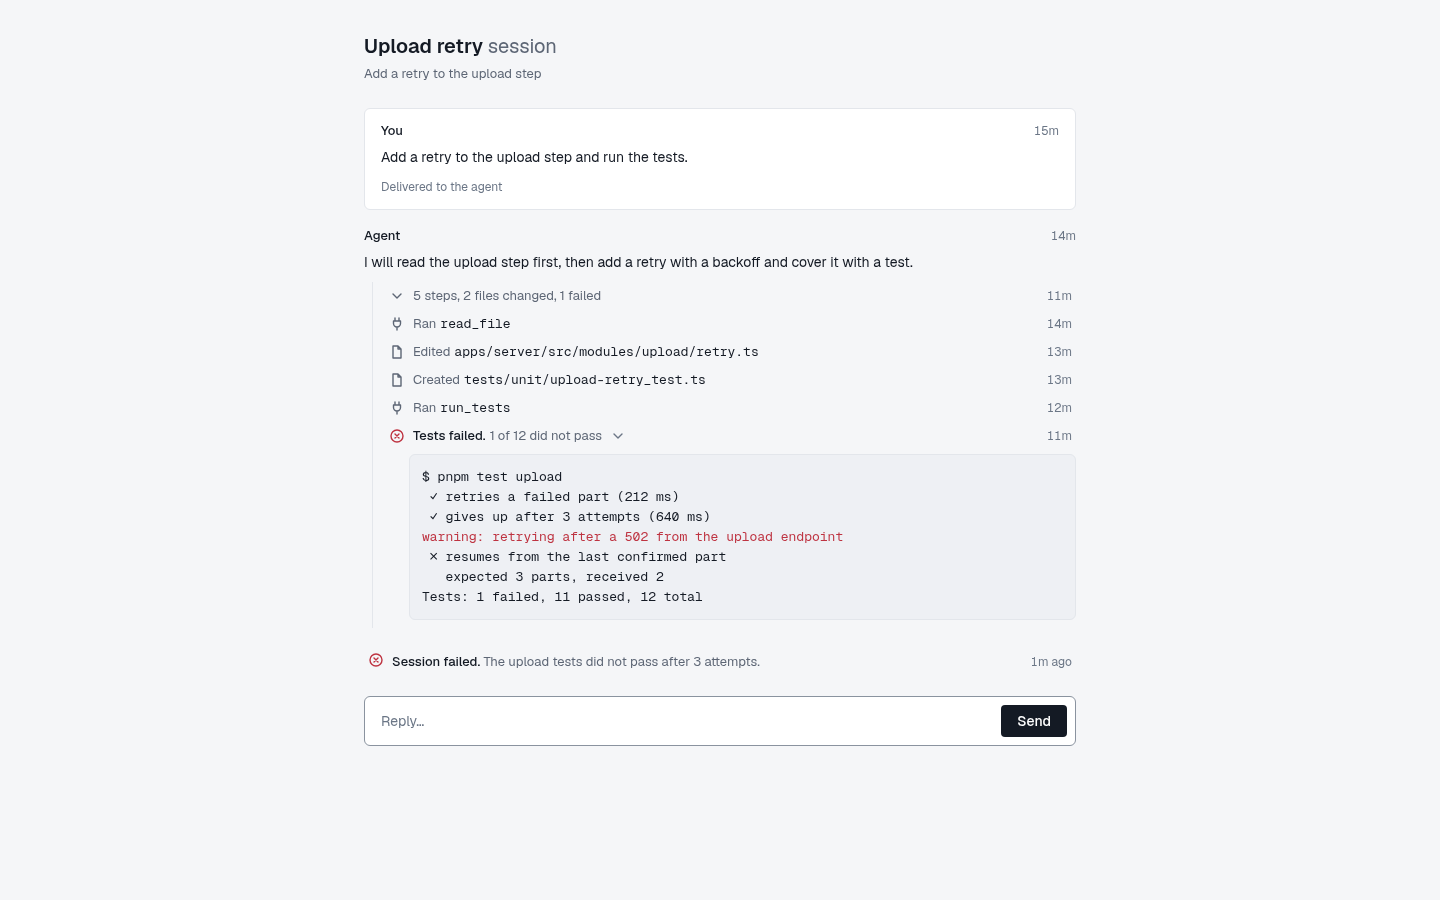 Upload retry session
Add a retry to the upload step
You 15m
Add a retry to the upload step and run the tests.
Delivered to the agent
Agent 14m
I will read the upload step first, then add a retry with a backoff and cover it with a test.
5 steps, 2 files changed, 1 failed 11m
Ran read_file 14m
Edited apps/server/src/modules/upload/retry.ts 13m
Created tests/unit/upload-retry_test.ts 13m
Ran run_tests 12m
Tests failed. 1 of 12 did not pass 11m
$ pnpm test upload
✓ retries a failed part (212 ms)
✓ gives up after 3 attempts (640 ms)
warning: retrying after a 502 from the upload endpoint
✕ resumes from the last confirmed part
expected 3 parts, received 2
Tests: 1 failed, 11 passed, 12 total
Session failed. The upload tests did not pass after 3 attempts. 1m ago
Reply… Send